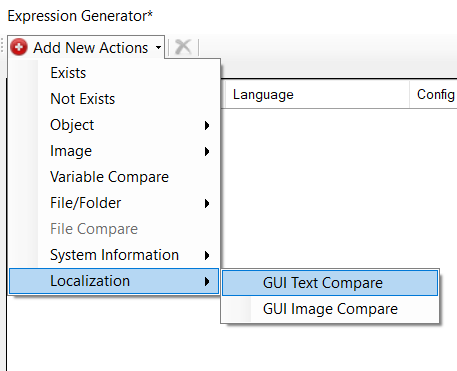 Expression Generator*
Add New Actions
Language Config
Exists
Not Exists
Object
Image
Variable Compare
File/Folder
File Compare
System Information
Localization
GUI Text Compare
GUI Image Compare